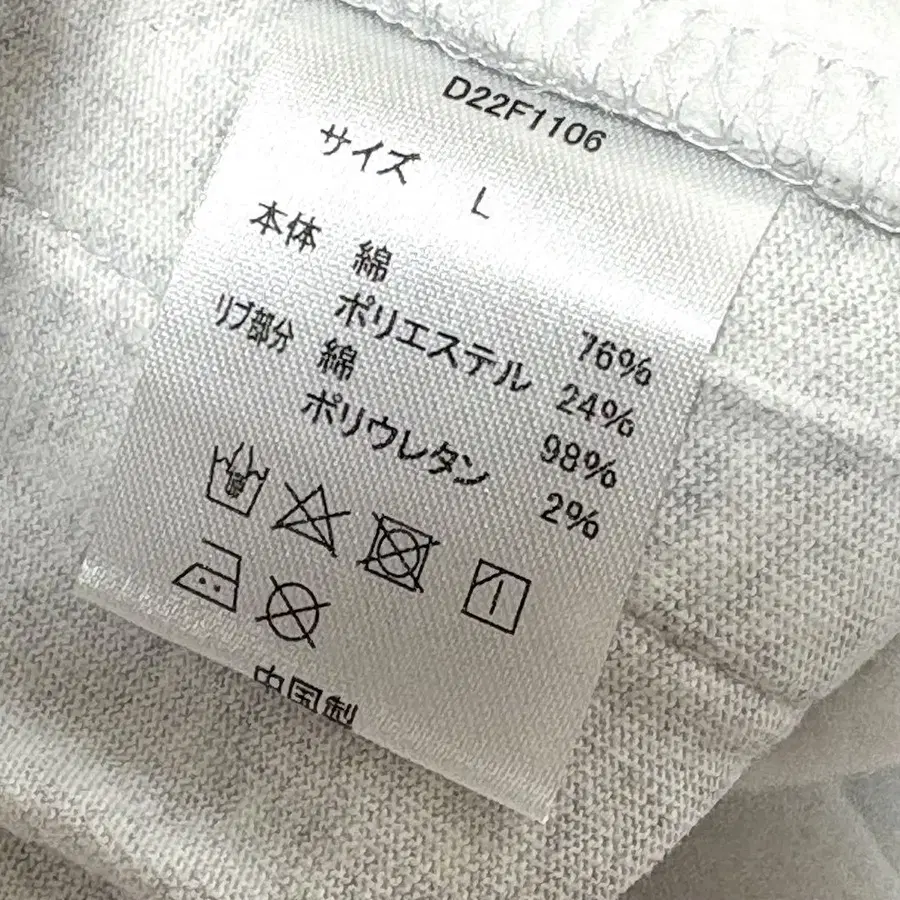 D22F1106
サイズ L
本体 綿 76%
ポリエステル 24%
リブ部分 綿 98%
ポリウレタン 2%
中国製